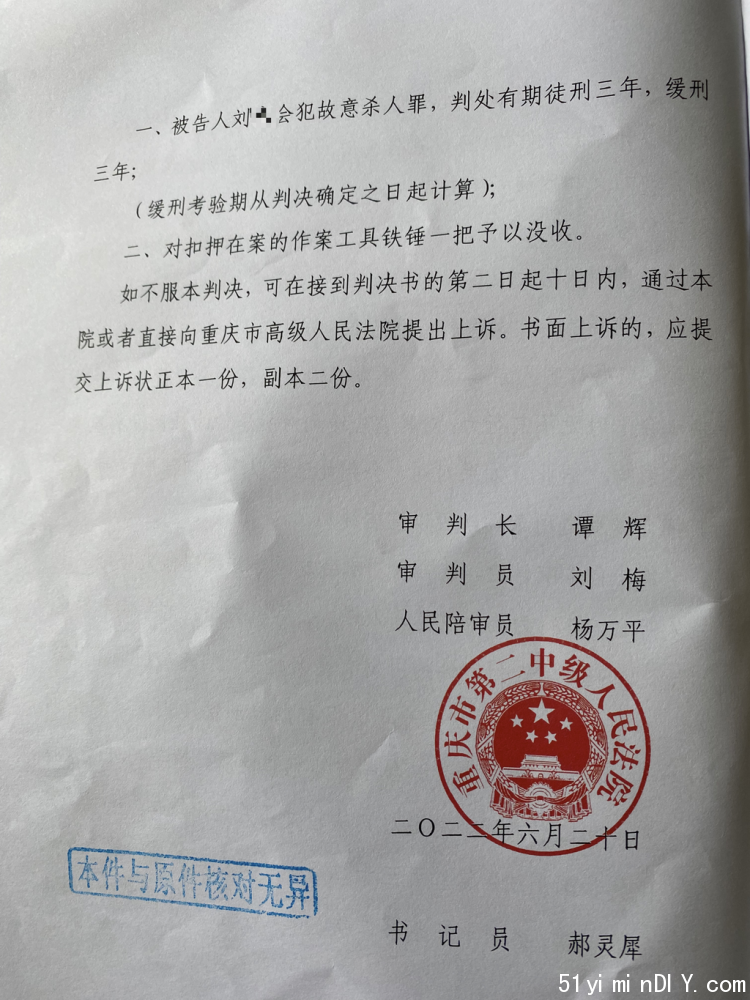 一、被告人刘会犯故意杀人罪，判处有期徒刑三年，缓刑
三年；
（缓刑考验期从判决确定之日起计算）；
二、对扣押在案的作案工具铁锤一把予以没收。
如不服本判决，可在接到判决书的第二日起十日内，通过本
院或者直接向重庆市高级人民法院提出上诉。书面上诉的，应提
交上诉状正本一份，副本二份。
审 判 长 谭 辉
审 判 员 刘 梅
人民陪审员 杨万平
重庆市第二中级人民法院
二〇二二年六月二十日
本件与原件核对无异
书 记 员 郝灵犀
51yiminDIY.com